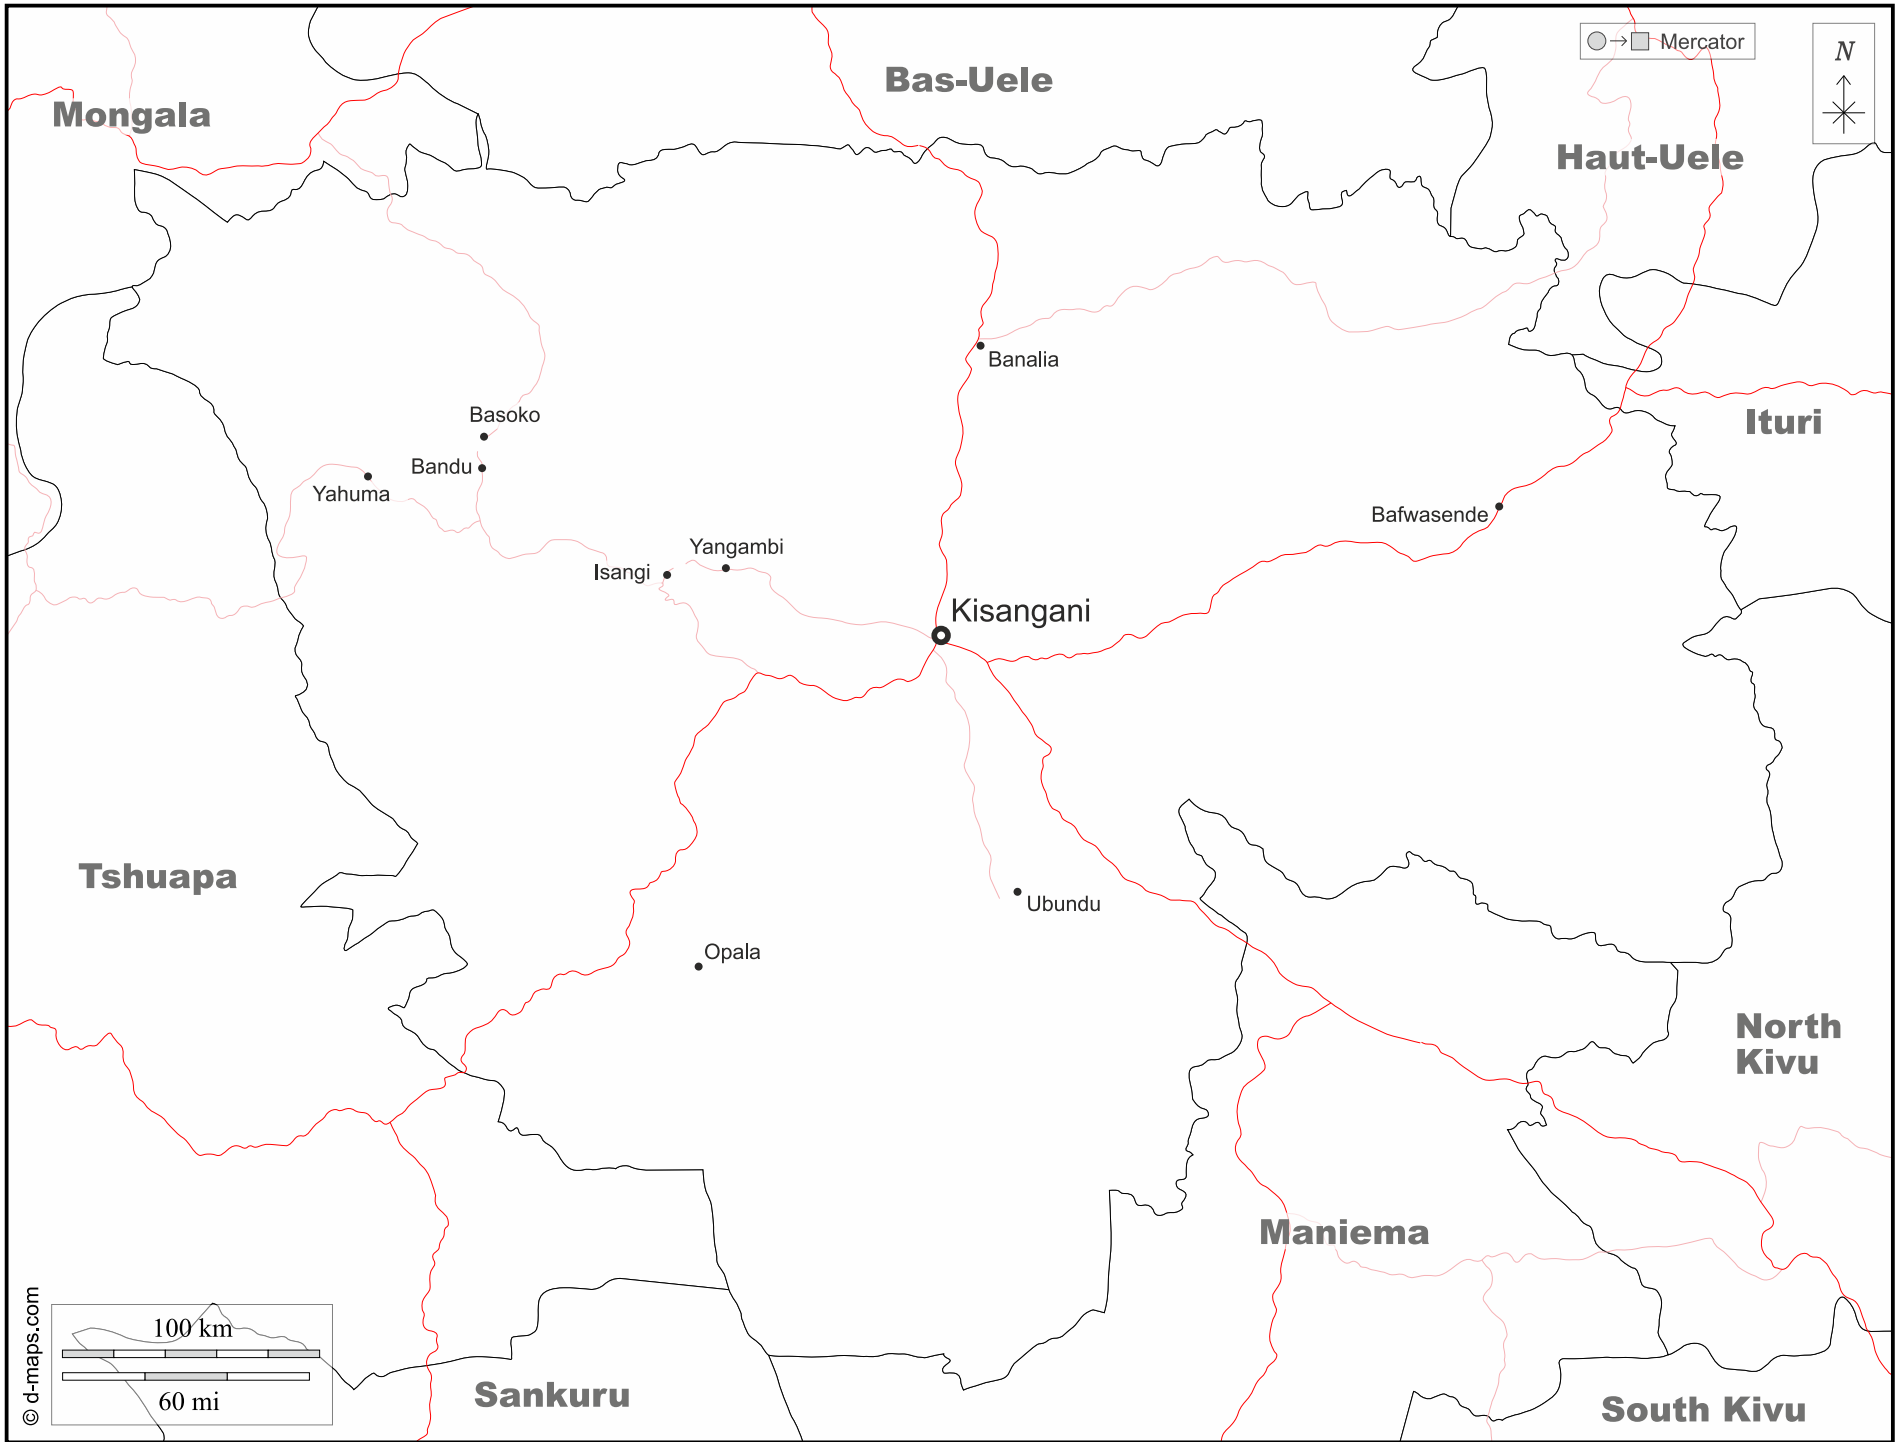 Mercator
N
Bas-Uele
Mongala
Haut-Uele
Banalia
Basoko
Ituri
Bandu
Yahuma
Bafwasende
Yangambi
Isangi
Kisangani
Tshuapa
Ubundu
Opala
North
Kivu
Maniema
© d-maps.com
100 km
60 mi
Sankuru
South Kivu